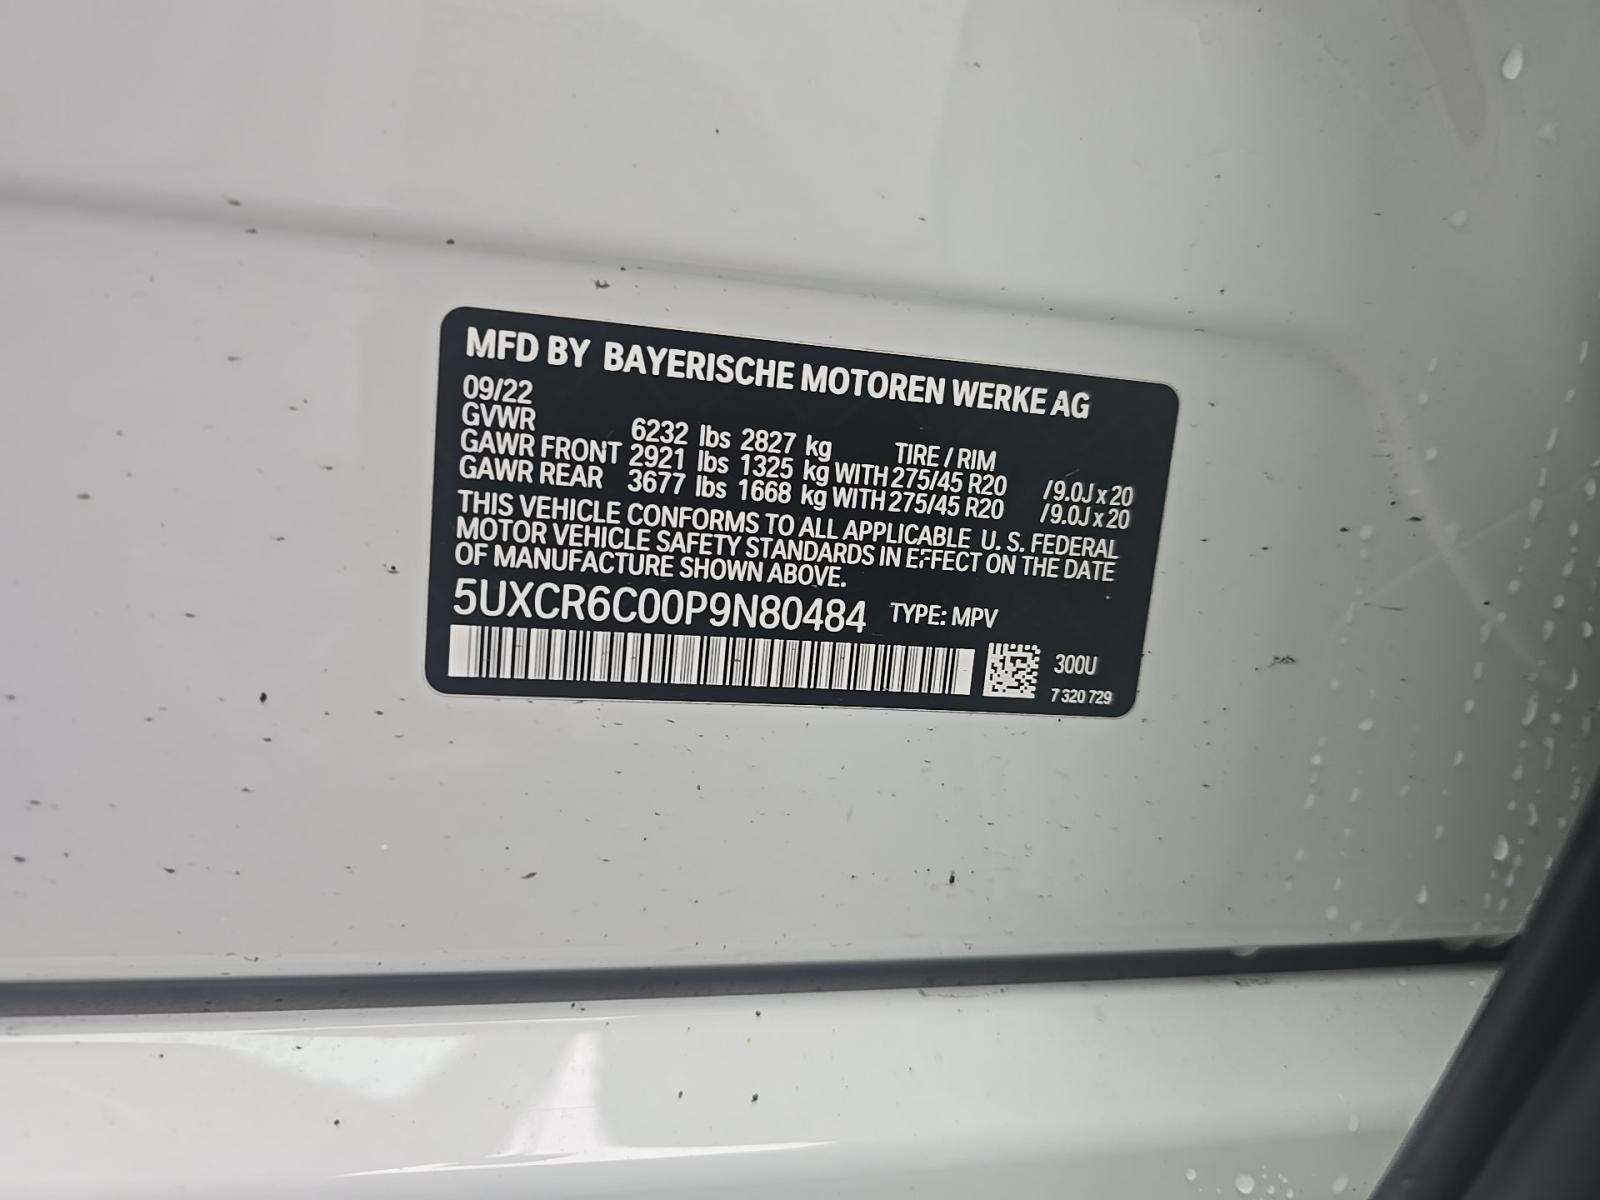 MFD BY BAYERISCHE MOTOREN WERKE AG
09/22
GVWR 6232 lbs 2827 kg TIRE / RIM
GAWR FRONT 2921 lbs 1325 kg WITH 275/45 R20 /9.0J x 20
GAWR REAR 3677 lbs 1668 kg WITH 275/45 R20 /9.0J x 20
THIS VEHICLE CONFORMS TO ALL APPLICABLE U. S. FEDERAL
MOTOR VEHICLE SAFETY STANDARDS IN EFFECT ON THE DATE
OF MANUFACTURE SHOWN ABOVE.
5UXCR6C00P9N80484 TYPE: MPV
300U
7 320 729